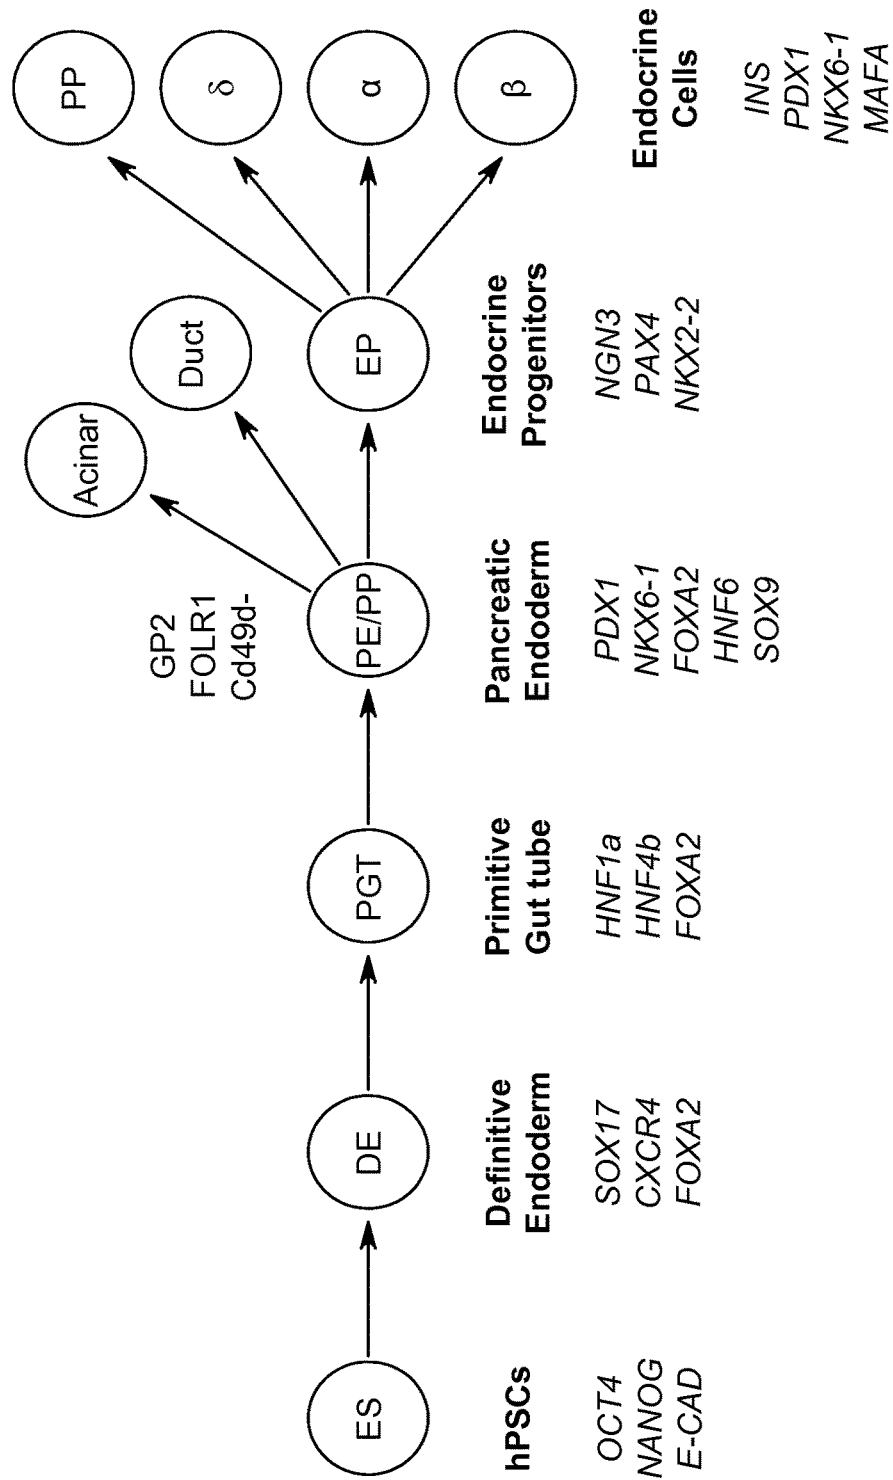 PP
δ
α
β
Acinar
Duct
GP2
FOLR1
Cd49d-
ES
DE
PGT
PE/PP
EP
hPSCs
OCT4
NANOG
E-CAD
Definitive
Endoderm
SOX17
CXCR4
FOXA2
Primitive
Gut tube
HNF1a
HNF4b
FOXA2
Pancreatic
Endoderm
PDX1
NKX6-1
FOXA2
HNF6
SOX9
Endocrine
Progenitors
NGN3
PAX4
NKX2-2
Endocrine
Cells
INS
PDX1
NKX6-1
MAFA